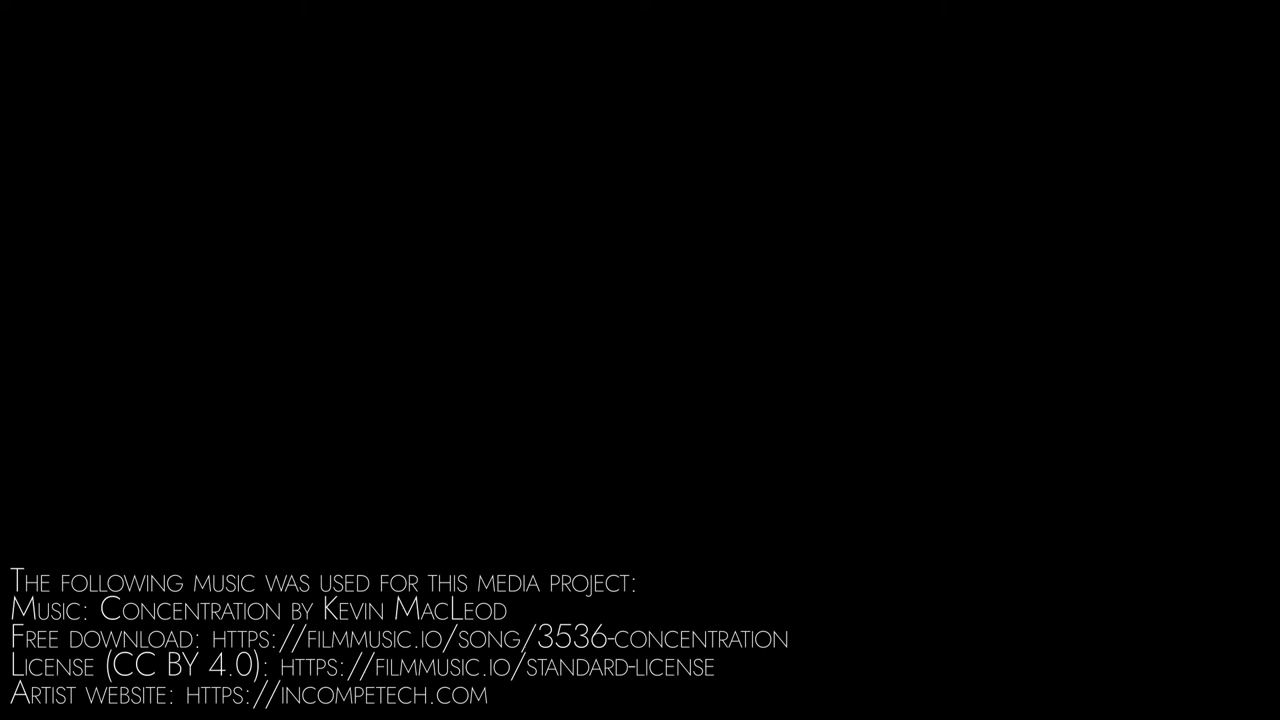 The following music was used for this media project:
Music: Concentration by Kevin MacLeod
Free download: https://filmmusic.io/song/3536-concentration
License (CC BY 4.0): https://filmmusic.io/standard-license
Artist website: https://incompetech.com